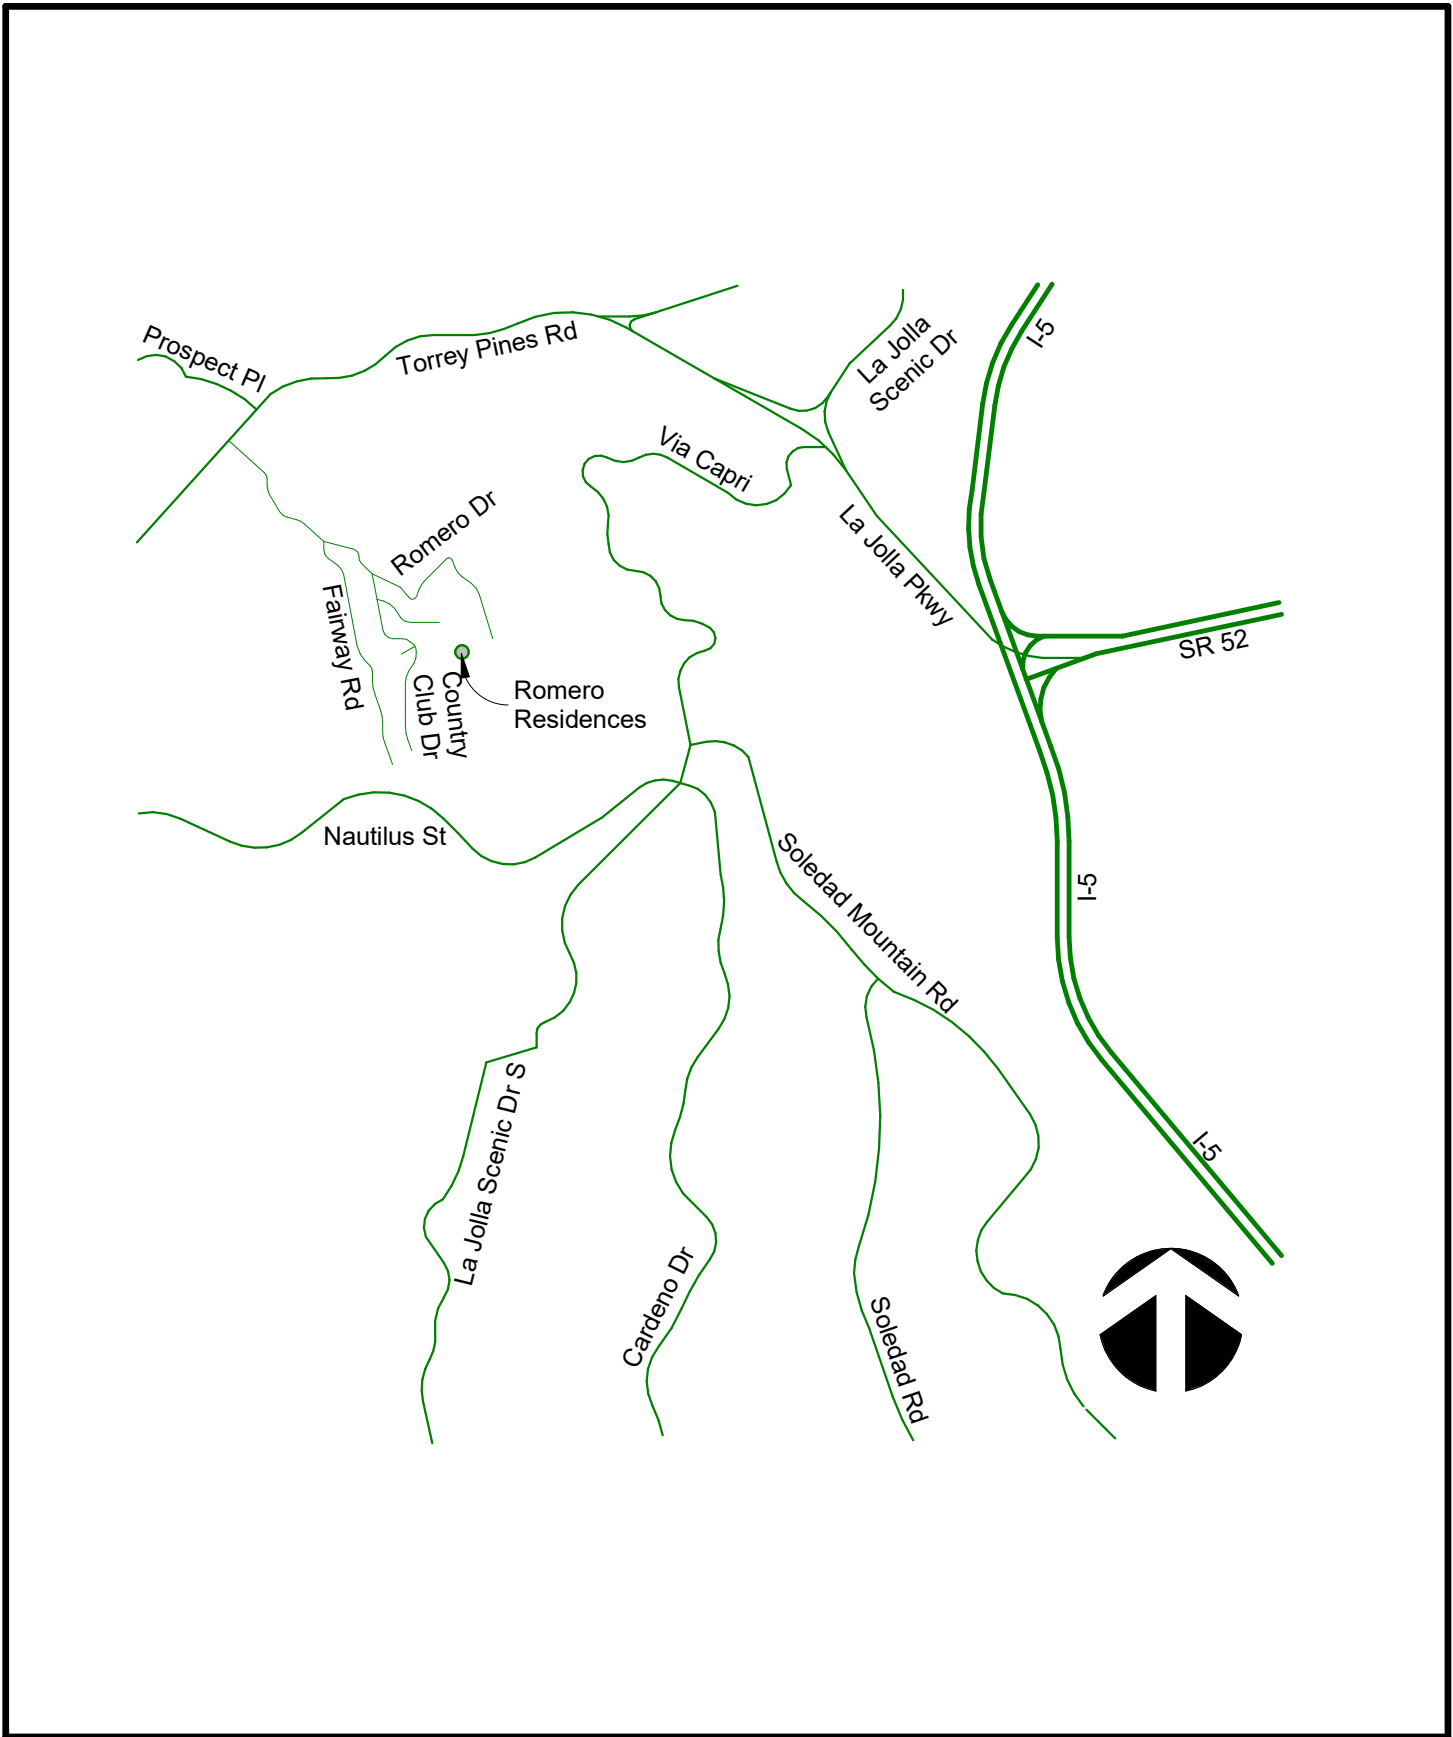 I-5
La Jolla
Scenic Dr
Torrey Pines Rd
Prospect Pl
Via Capri
Romero Dr
La Jolla Pkwy
SR 52
Fairway Rd
Country
Club Dr
Romero
Residences
Nautilus St
Soledad Mountain Rd
I-5
La Jolla Scenic Dr S
I-5
Cardeno Dr
Soledad Rd